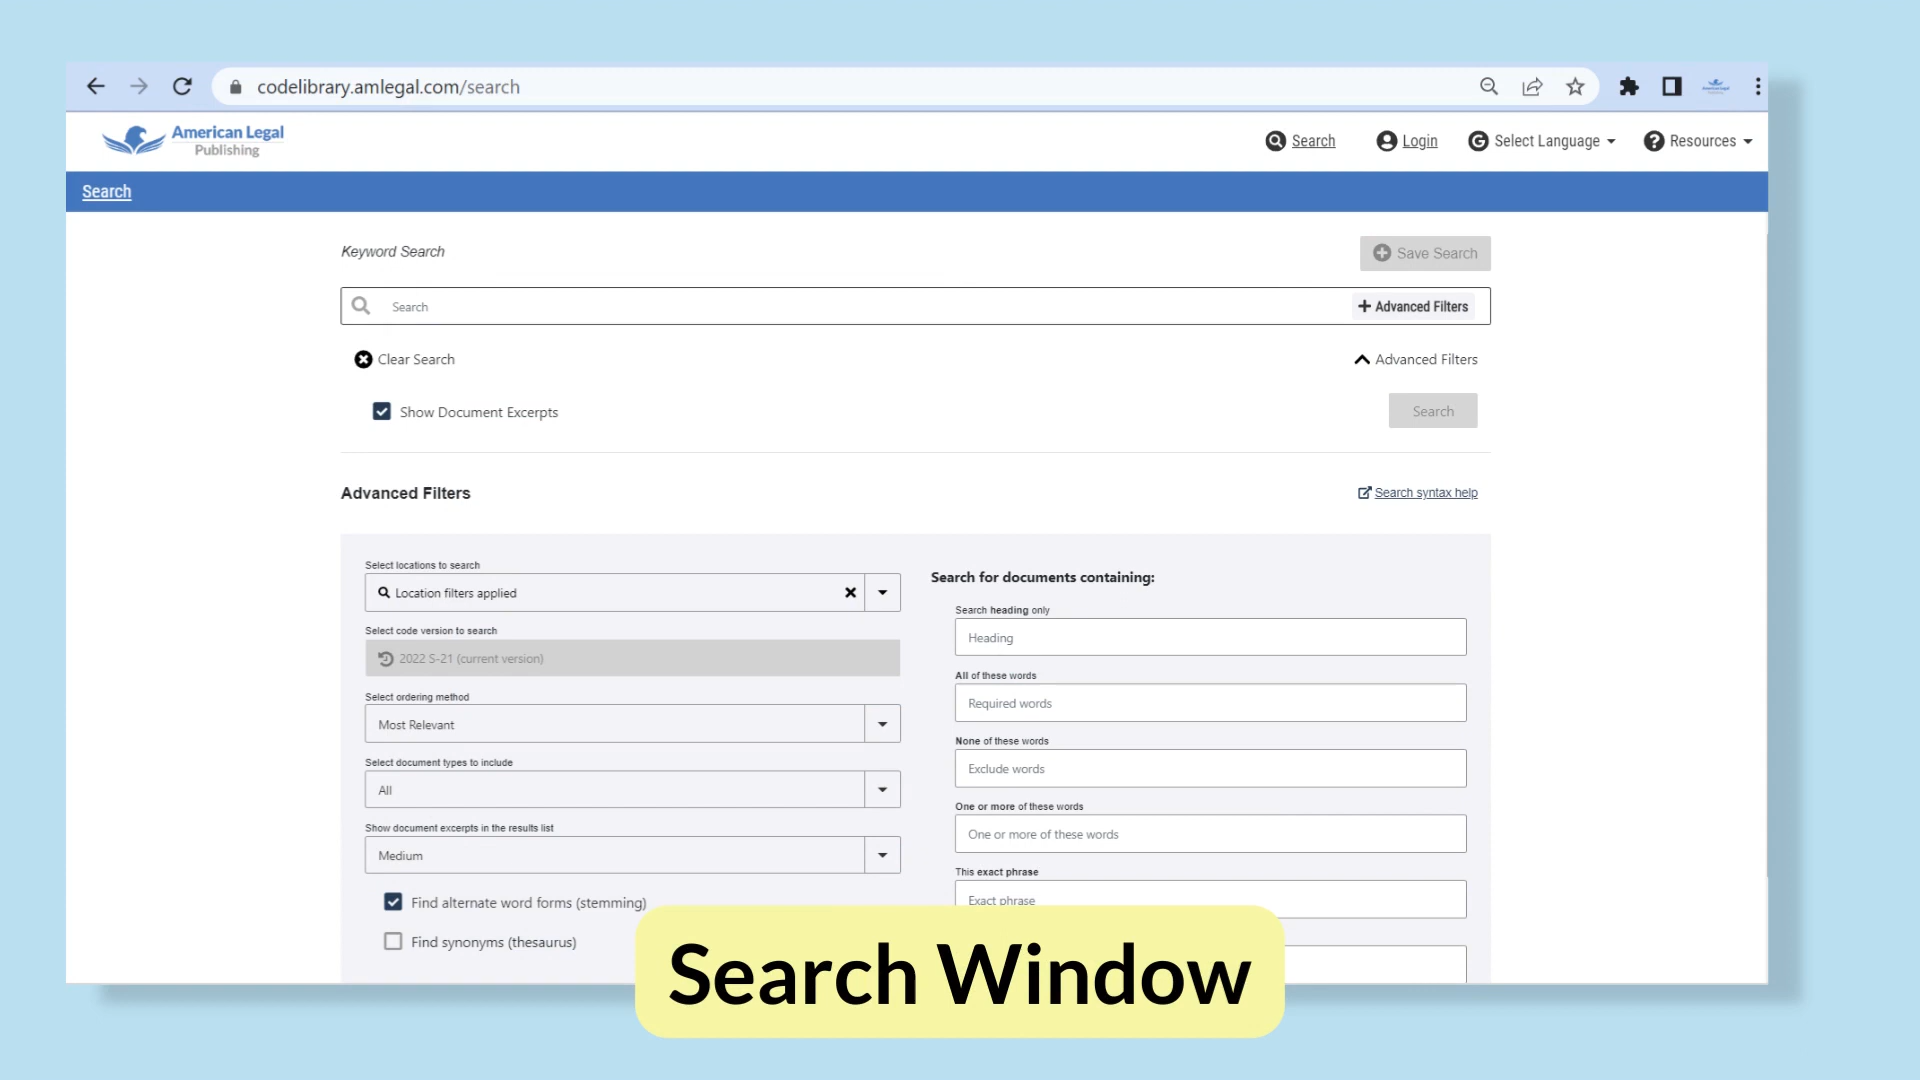 codelibrary.amlegal.com/search
American Legal
Publishing
Search
Login
Select Language
Resources
Search
Keyword Search
Save Search
Search
Advanced Filters
Clear Search
Advanced Filters
Show Document Excerpts
Search
Advanced Filters
Search syntax help
Select locations to search
Location filters applied
Select code version to search
2022 S-21 (current version)
Select ordering method
Most Relevant
Select document types to include
All
Show document excerpts in the results list
Medium
Find alternate word forms (stemming)
Find synonyms (thesaurus)
Search for documents containing:
Search heading only
Heading
All of these words
Required words
None of these words
Exclude words
One or more of these words
One or more of these words
This exact phrase
Exact phrase
Search Window